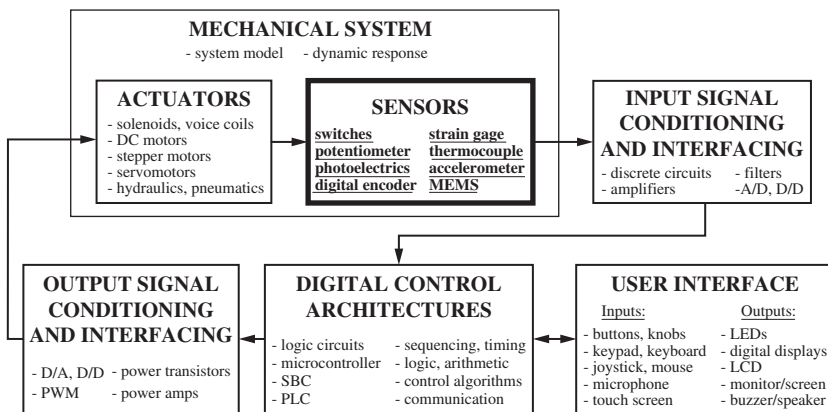 MECHANICAL SYSTEM
- system model - dynamic response
ACTUATORS
- solenoids, voice coils
- DC motors
- stepper motors
- servomotors
- hydraulics, pneumatics
SENSORS
switches strain gage
potentiometer thermocouple
photoelectrics accelerometer
digital encoder MEMS
INPUT SIGNAL
CONDITIONING
AND INTERFACING
- discrete circuits - filters
- amplifiers -A/D, D/D
OUTPUT SIGNAL
CONDITIONING
AND INTERFACING
- D/A, D/D - power transistors
- PWM - power amps
DIGITAL CONTROL
ARCHITECTURES
- logic circuits - sequencing, timing
- microcontroller - logic, arithmetic
- SBC - control algorithms
- PLC - communication
USER INTERFACE
Inputs: Outputs:
- buttons, knobs - LEDs
- keypad, keyboard - digital displays
- joystick, mouse - LCD
- microphone - monitor/screen
- touch screen - buzzer/speaker